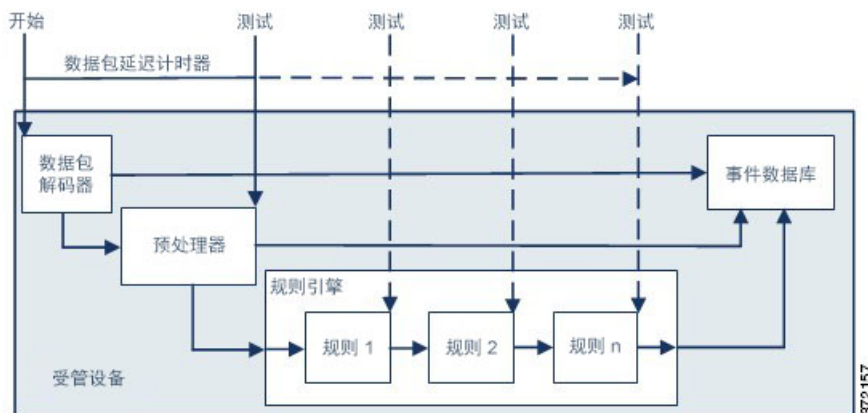 开始
测试
测试
测试
测试
数据包延迟计时器
数据包
解码器
事件数据库
预处理器
规则引擎
规则 1
规则 2
规则 n
受管设备
372157